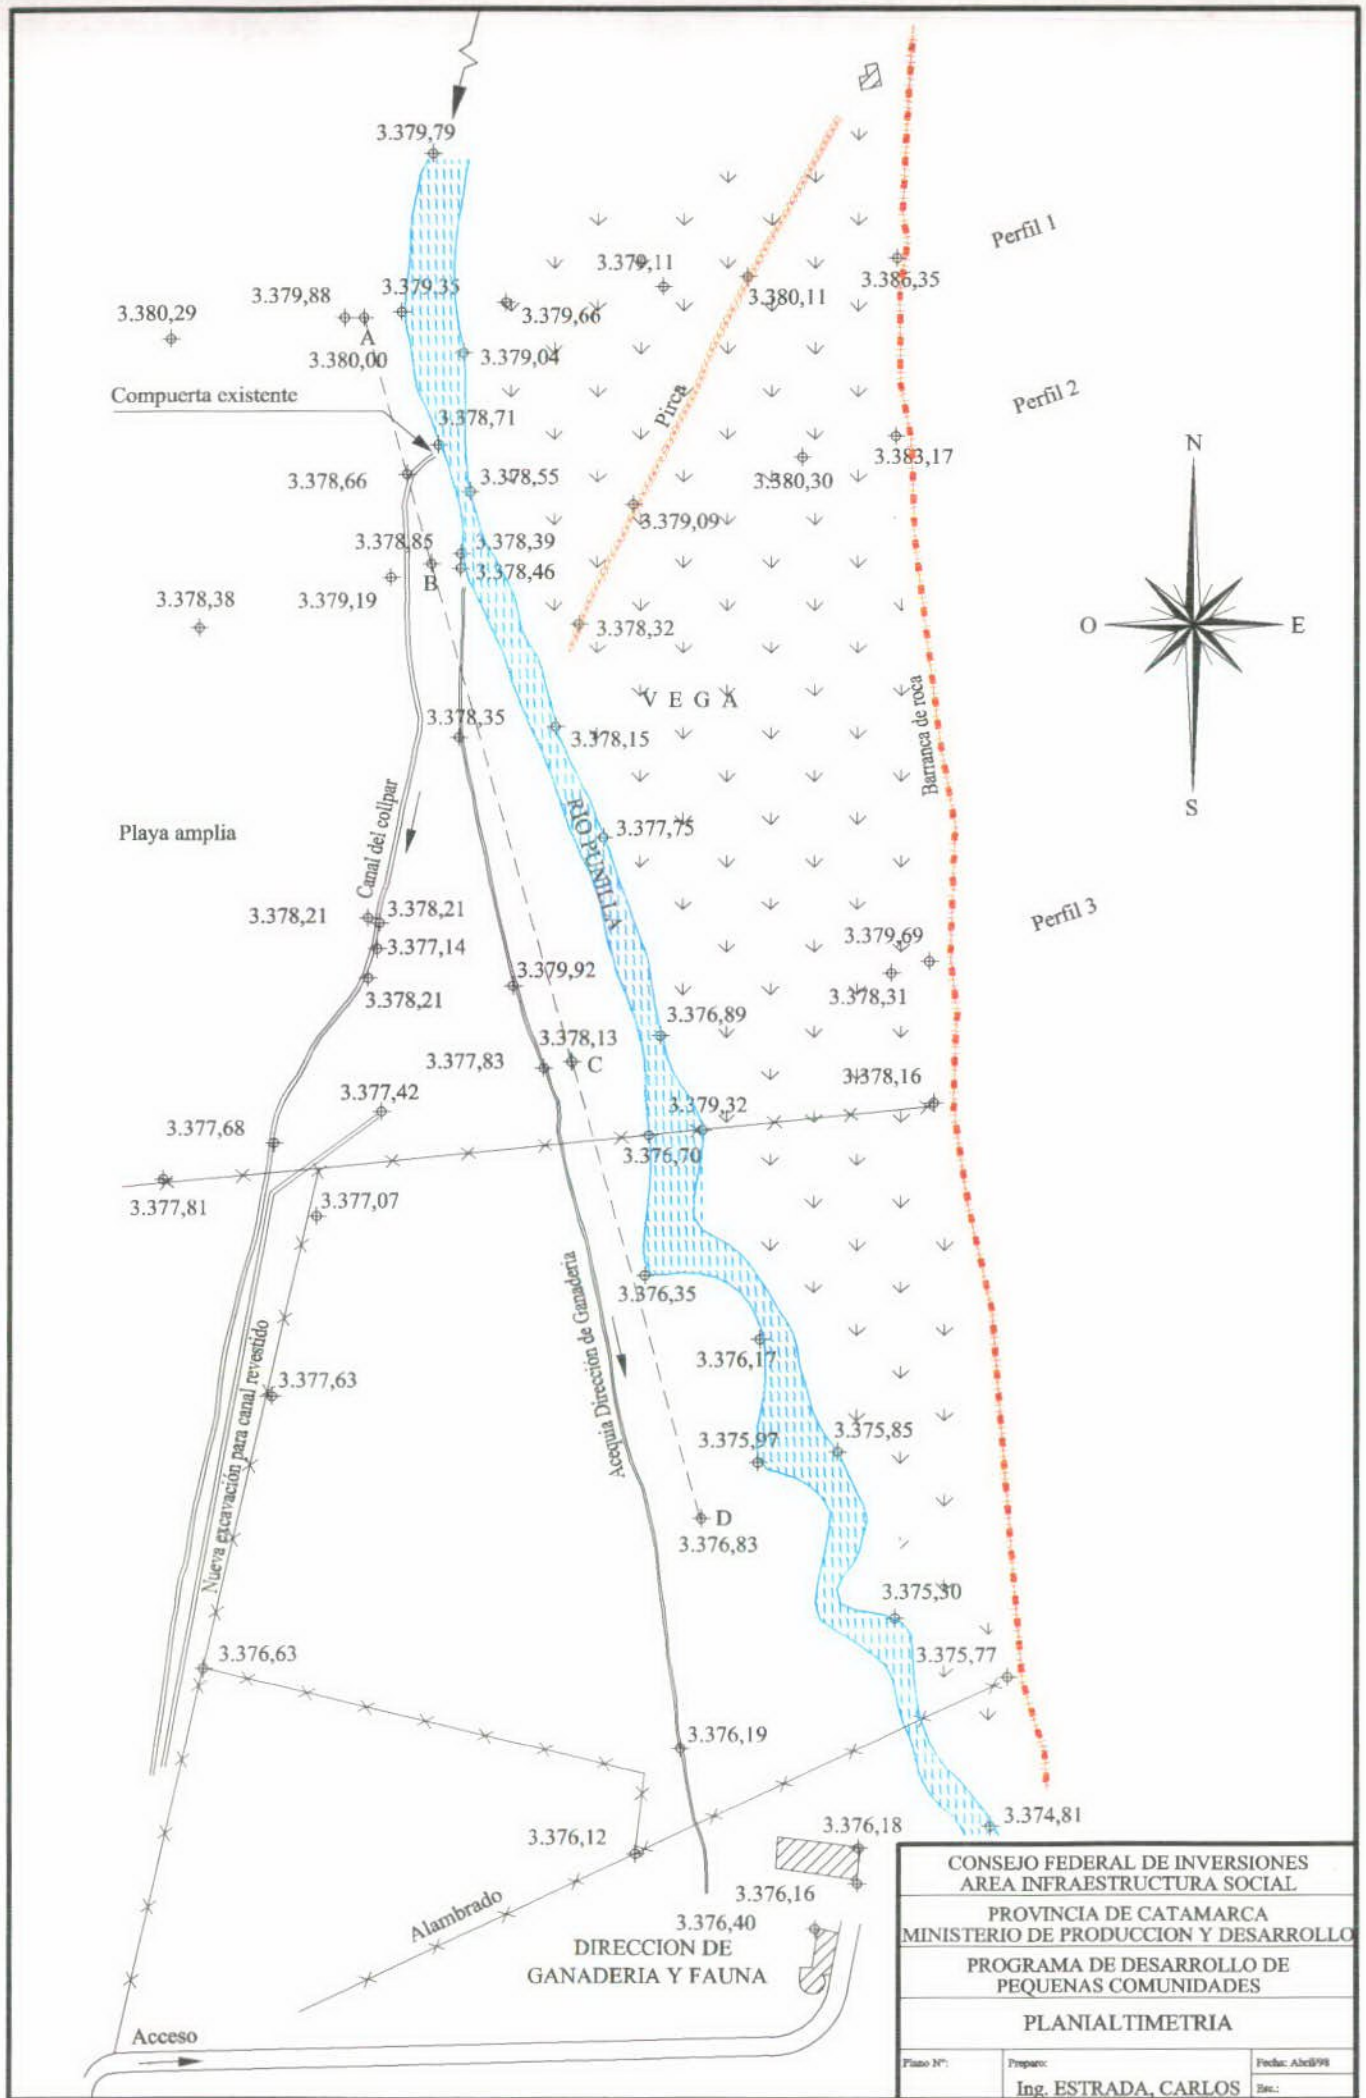 3.379,79
Perfil 1
3.379,11
3.386,35
3.379,88
3.379,35
3.380,11
3.380,29
3.379,66
A
3.380,00
3.379,04
Compuerta existente
Pirca
Perfil 2
3.378,71
N
3.378,66
3.378,55
3.380,30
3.383,17
3.379,09
3.378,85
3.378,39
B
3.378,46
3.378,38
3.379,19
3.378,32
O
E
VEGA
3.378,35
3.378,15
Barranca de roca
S
Playa amplia
Canal del collpar
RIO PUNILLA
3.377,75
3.378,21
3.378,21
Perfil 3
3.377,14
3.379,69
3.378,21
3.379,92
3.378,31
3.376,89
3.378,13
3.377,83
C
3.378,16
3.377,42
3.379,32
3.377,68
3.376,70
3.377,81
3.377,07
3.376,35
Acequia Dirección de Ganaderia
3.376,17
3.377,63
Nueva excavación para canal revestido
3.375,97
3.375,85
D
3.376,83
3.375,30
3.376,63
3.375,77
3.376,19
3.374,81
3.376,12
3.376,18
3.376,16
Alambrado
3.376,40
DIRECCION DE
GANADERIA Y FAUNA
Acceso
CONSEJO FEDERAL DE INVERSIONES
AREA INFRAESTRUCTURA SOCIAL
PROVINCIA DE CATAMARCA
MINISTERIO DE PRODUCCION Y DESARROLLO
PROGRAMA DE DESARROLLO DE
PEQUENAS COMUNIDADES
PLANIALTIMETRIA
Plano N°:
Preparo:
Fecha: Abril/98
Ing. ESTRADA, CARLOS
Esc.: